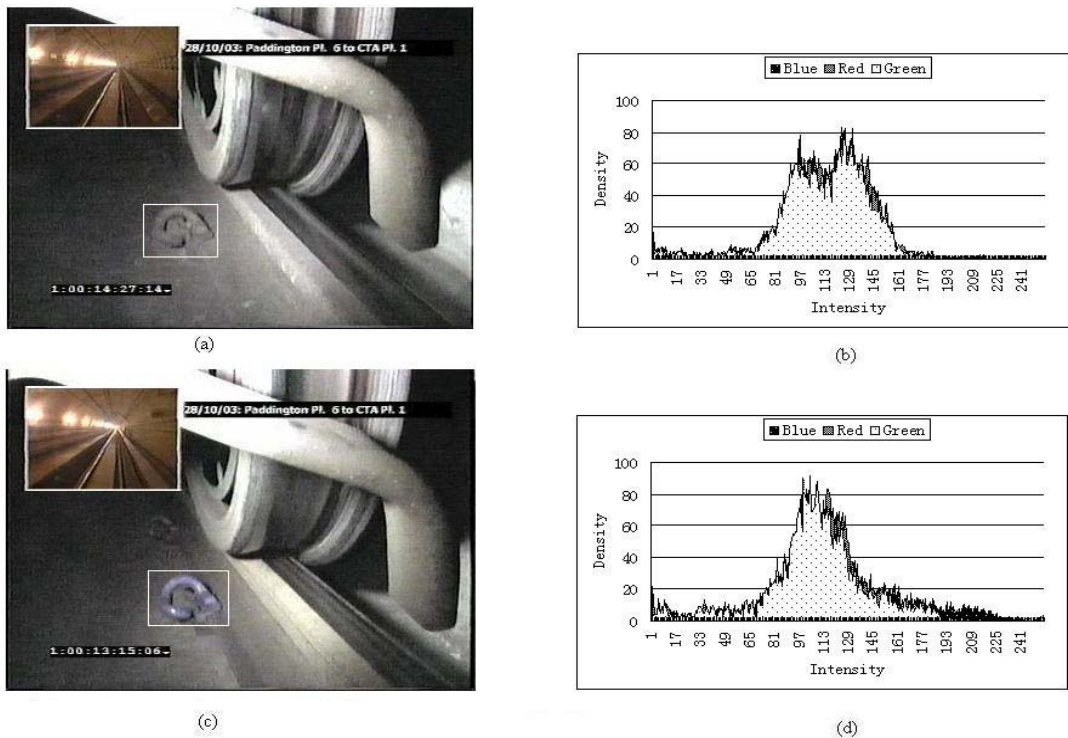 28/10/03: Paddington Pl. 6 to CTA Pl. 1
1:00:14:27:14
(a)
Blue Red Green
100
80
60
40
20
0
Density
1 17 33 49 65 81 97 113 129 145 161 177 193 209 225 241
Intensity
(b)
28/10/03: Paddington Pl. 6 to CTA Pl. 1
1:00:13:15:06
(c)
Blue Red Green
100
80
60
40
20
0
Density
1 17 33 49 65 81 97 113 129 145 161 177 193 209 225 241
Intensity
(d)